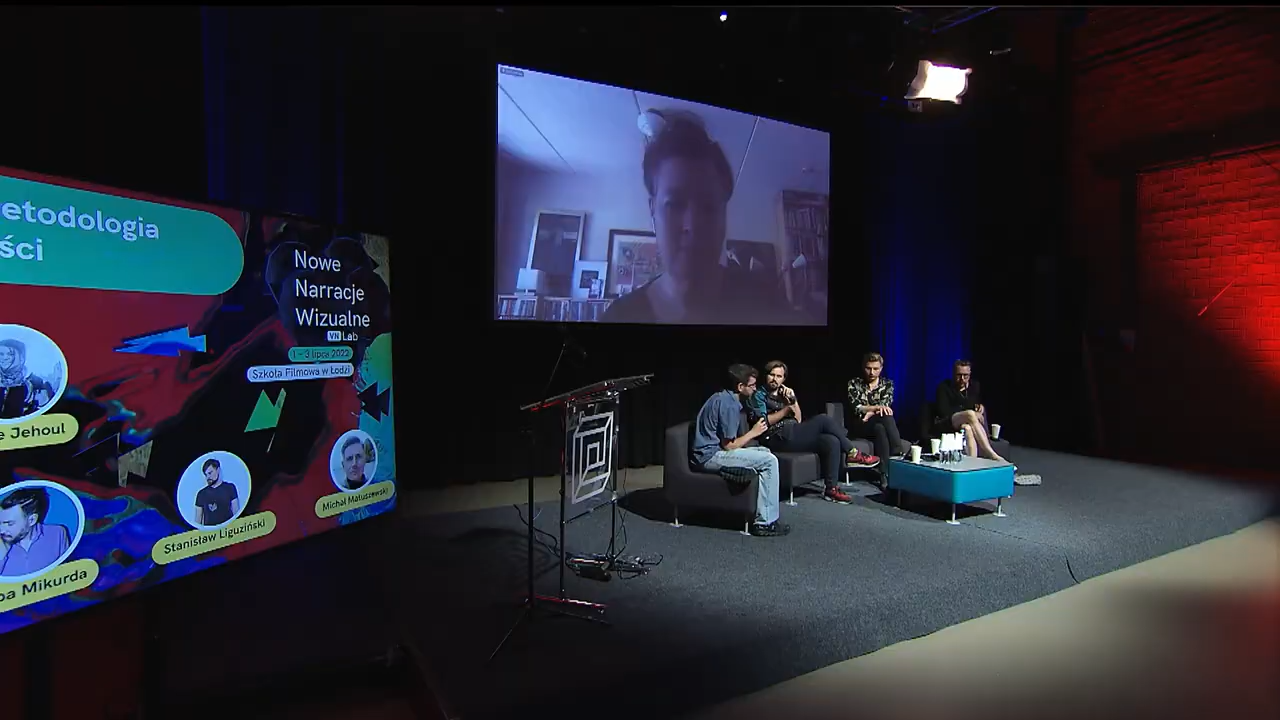 etodologia
ści
Nowe
Narracje
Wizualne
VR Lab
1 – 3 lipca 2022
Szkoła Filmowa w Łodzi
e Jehoul
ba Mikurda
Stanisław Liguziński
Michał Matuszewski